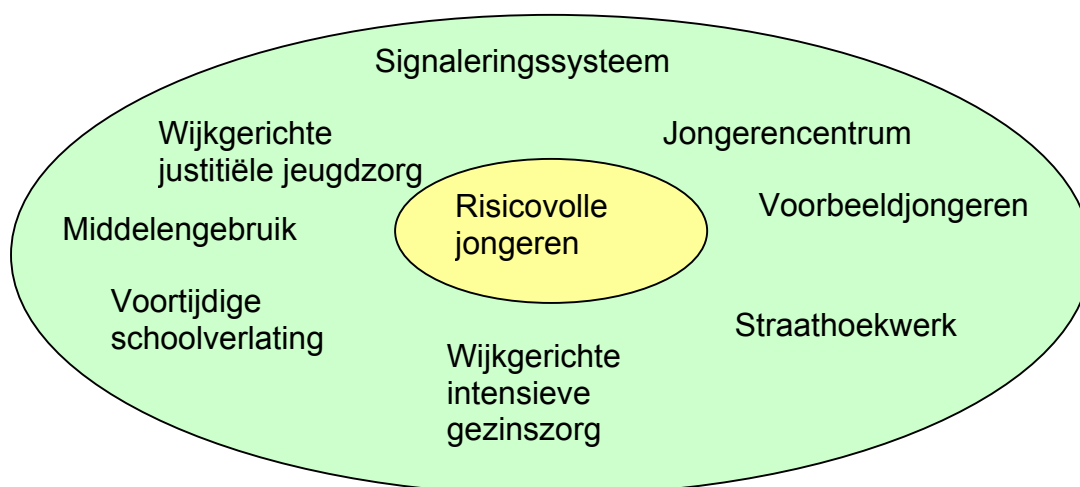 Signaleringssysteem
Wijkgerichte
justitiële jeugdzorg
Jongerencentrum
Risicovolle
jongeren
Voorbeeldjongeren
Middelengebruik
Voortijdige
schoolverlating
Straathoekwerk
Wijkgerichte
intensieve
gezinszorg